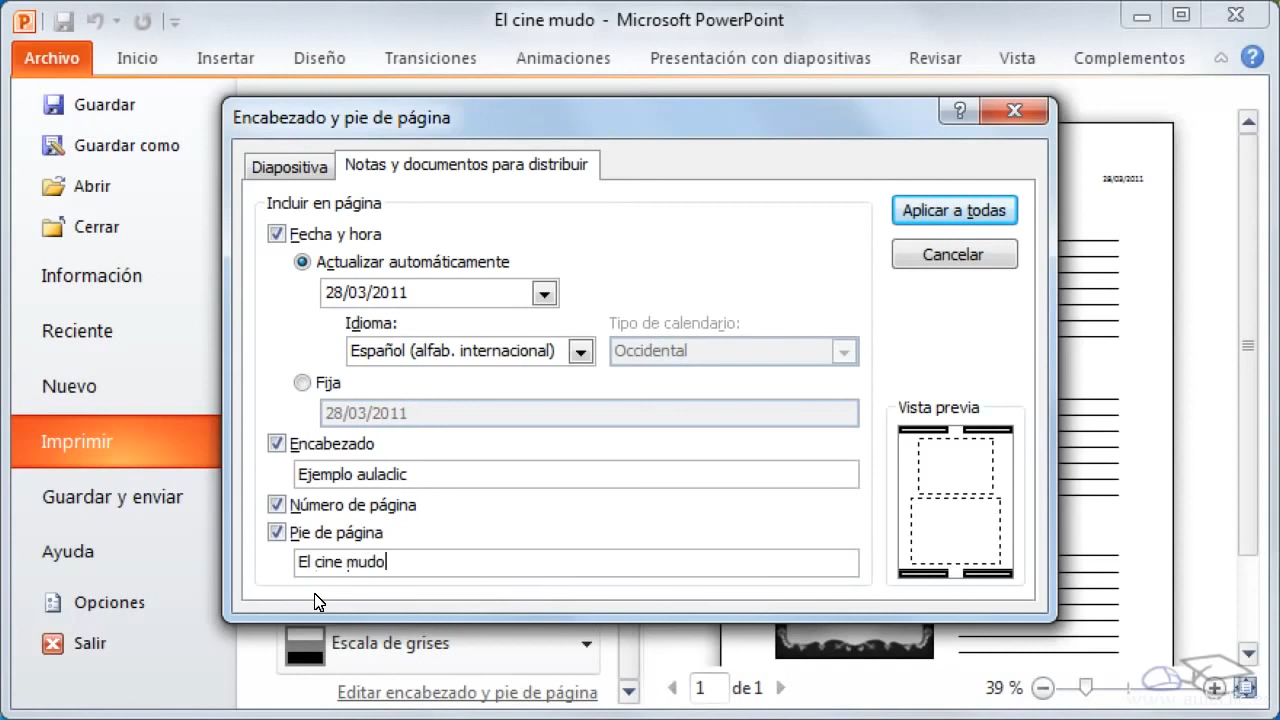 El cine mudo - Microsoft PowerPoint
Archivo Inicio Insertar Diseño Transiciones Animaciones Presentación con diapositivas Revisar Vista Complementos
Guardar
Guardar como
Abrir
Cerrar
Información
Reciente
Nuevo
Imprimir
Guardar y enviar
Ayuda
Opciones
Salir
Encabezado y pie de página
Diapositiva Notas y documentos para distribuir
Incluir en página
Fecha y hora
Actualizar automáticamente
28/03/2011
Idioma: Tipo de calendario:
Español (alfab. internacional) Occidental
Fija
28/03/2011
Encabezado
Ejemplo aulaclic
Número de página
Pie de página
El cine mudo
Aplicar a todas
Cancelar
Vista previa
28/03/2011
Escala de grises
Editar encabezado y pie de página
1 de 1
39 %